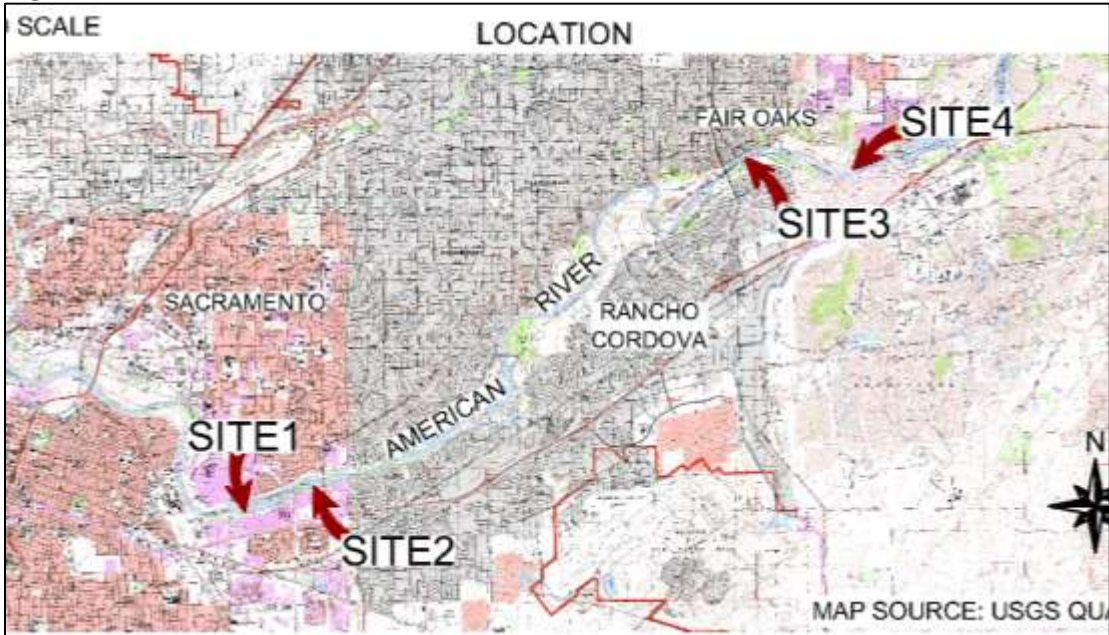 SCALE
LOCATION
FAIR OAKS
SITE4
SITE3
SACRAMENTO
RIVER
RANCHO
CORDOVA
AMERICAN
SITE1
SITE2
N
MAP SOURCE: USGS QUA